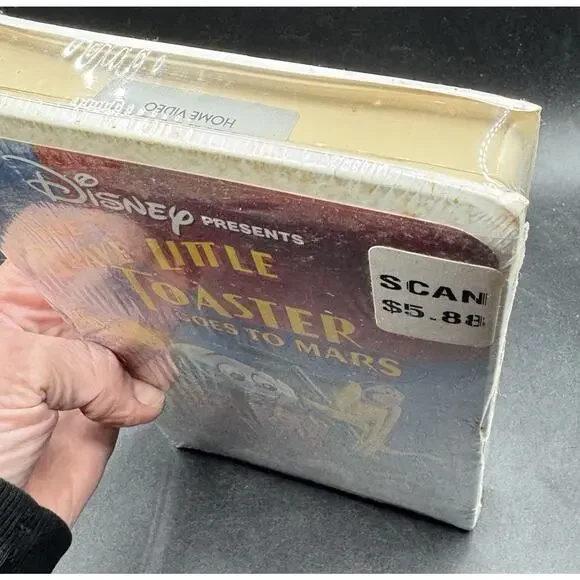 HOME VIDEO
DISNEY PRESENTS
LITTLE
TOASTER
GOES TO MARS
SCAN
$5.88